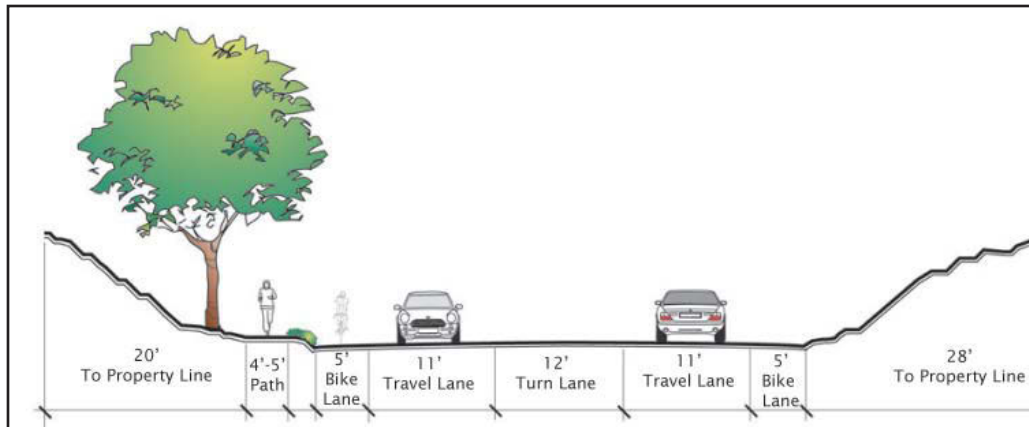 20'
To Property Line
4'-5'
Path
5'
Bike
Lane
11'
Travel Lane
12'
Turn Lane
11'
Travel Lane
5'
Bike
Lane
28'
To Property Line